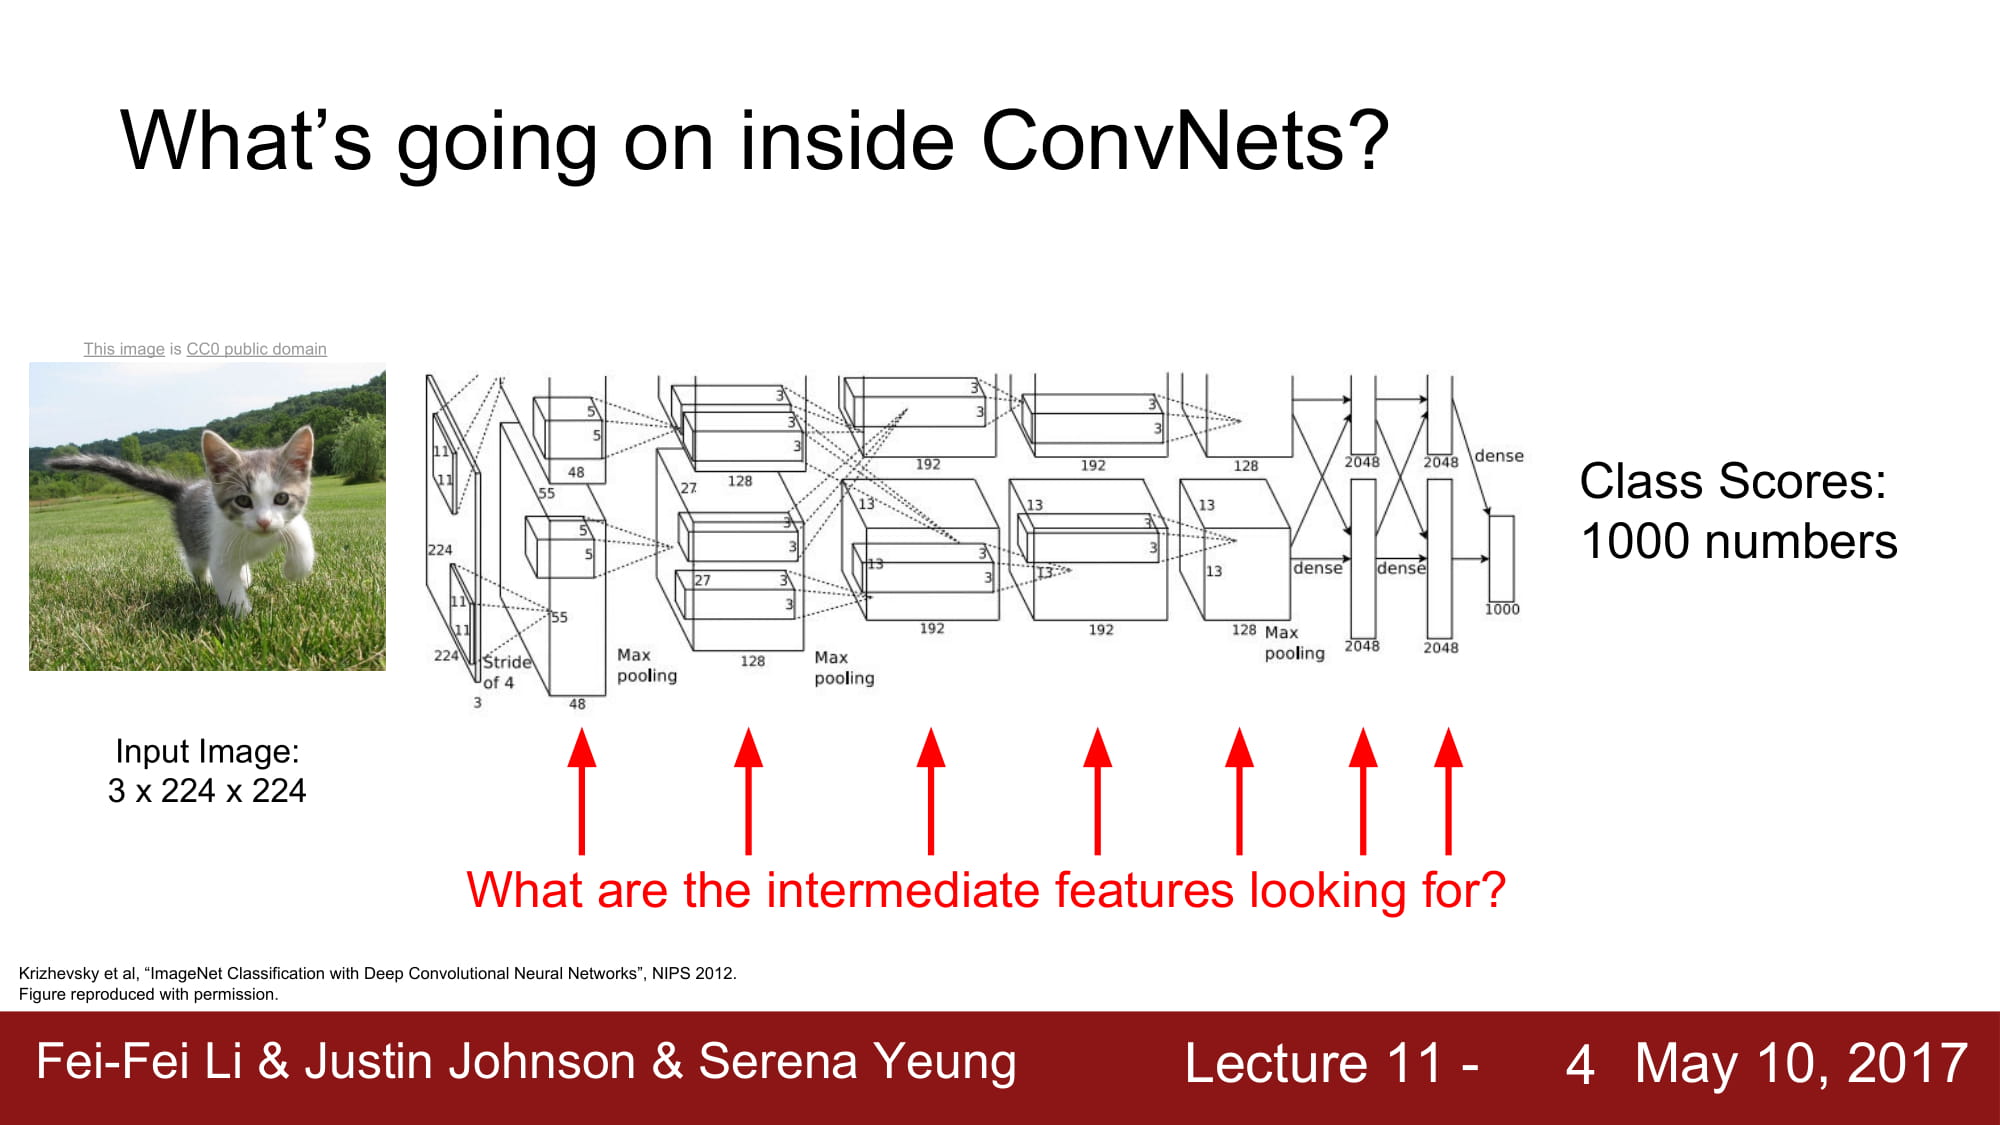 What’s going on inside ConvNets?
This image is CC0 public domain
Input Image:
3 x 224 x 224
11
11
224
11
11
224
3
Stride
of 4
5
5
48
55
5
5
55
48
Max
pooling
3
3
3
128
27
3
3
27
3
3
128
Max
pooling
3
3
192
13
3
13
3
192
3
3
192
13
3
3
13
192
128
13
13
128
Max
pooling
dense
2048
2048
dense
2048
2048
dense
1000
Class Scores:
1000 numbers
What are the intermediate features looking for?
Krizhevsky et al, “ImageNet Classification with Deep Convolutional Neural Networks”, NIPS 2012.
Figure reproduced with permission.
Fei-Fei Li & Justin Johnson & Serena Yeung
Lecture 11 - 4 May 10, 2017